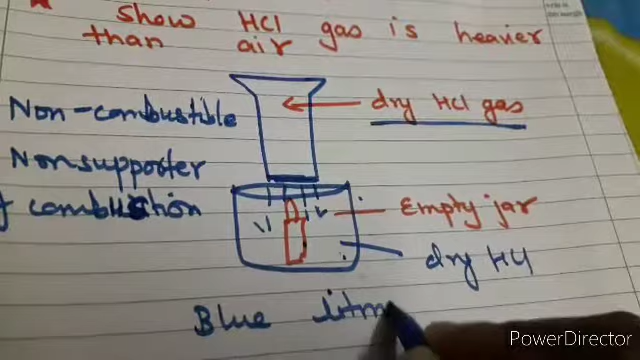 Show HCl gas is heavier
than air
dry HCl gas
Non-combustible
Nonsupporter
combustion
Empty jar
dry HCl
Blue litm
PowerDirector